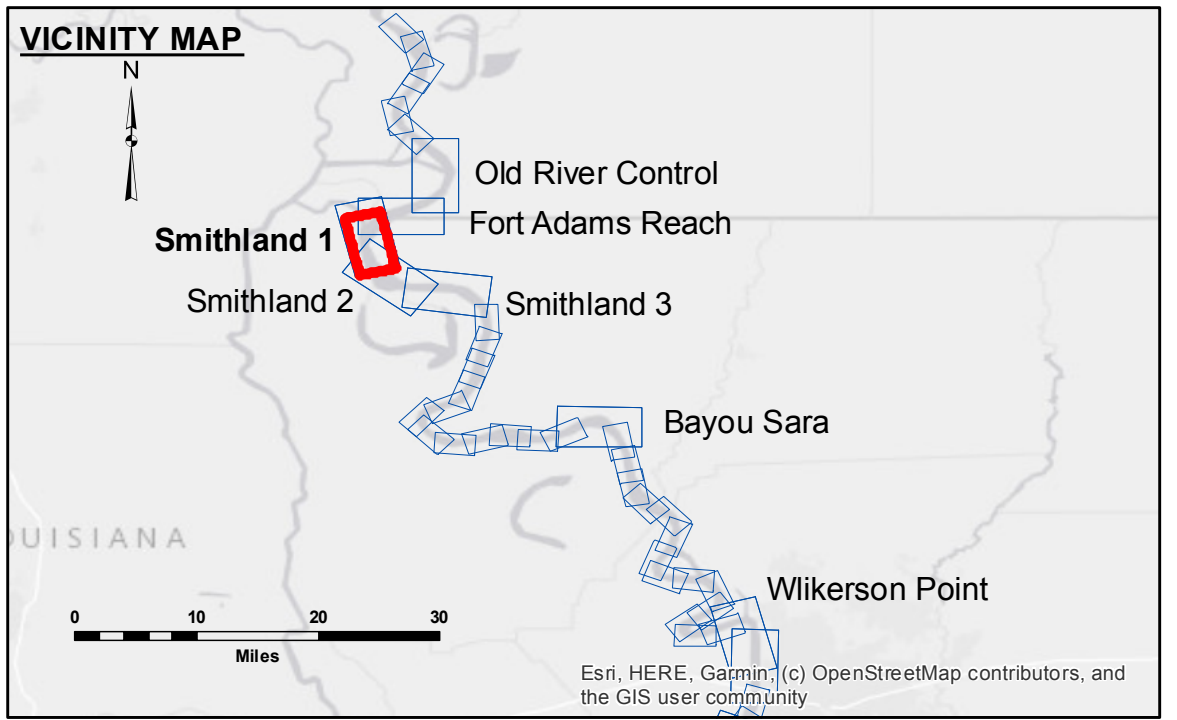 VICINITY MAP
N
Old River Control
Fort Adams Reach
Smithland 1
Smithland 2
Smithland 3
Bayou Sara
OUISIANA
Wlikerson Point
0 10 20 30
Miles
Esri, HERE, Garmin, (c) OpenStreetMap contributors, and
the GIS user community